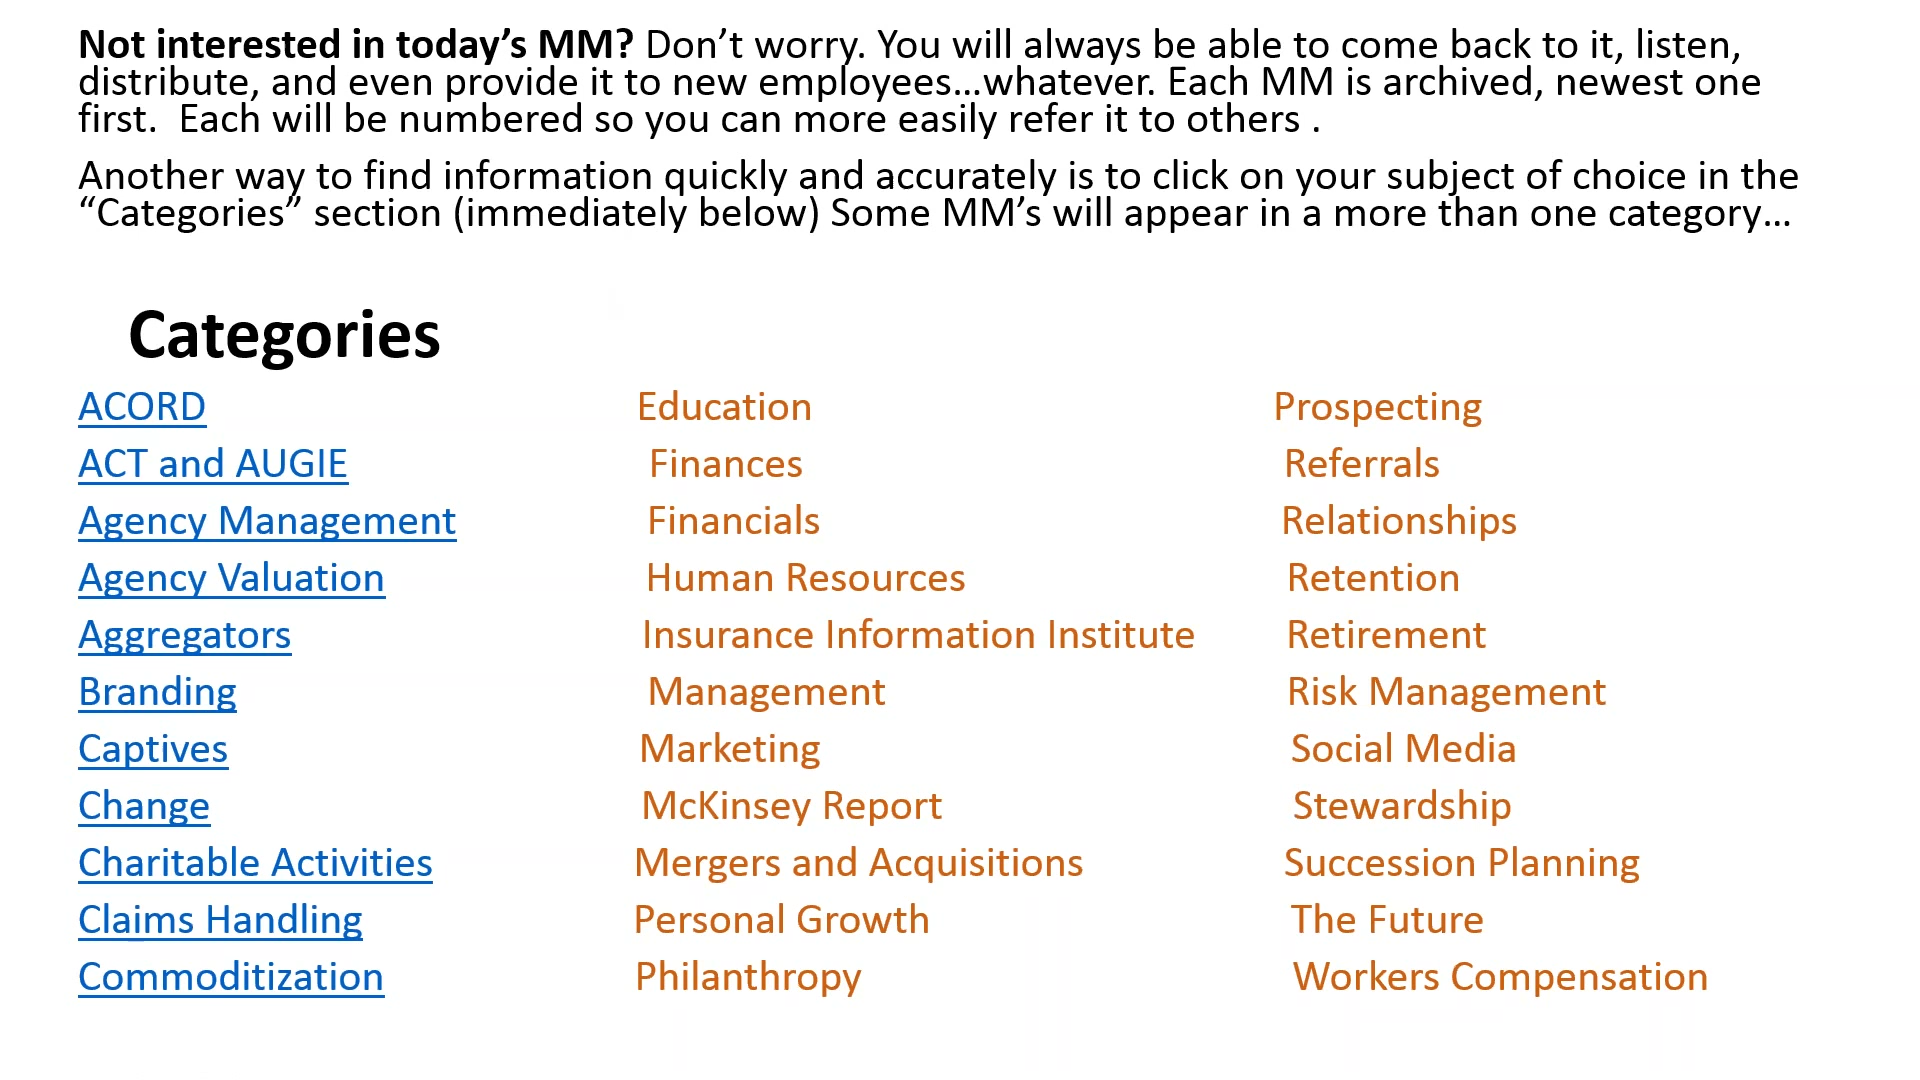 Not interested in today’s MM? Don’t worry. You will always be able to come back to it, listen,
distribute, and even provide it to new employees…whatever. Each MM is archived, newest one
first.  Each will be numbered so you can more easily refer it to others .
Another way to find information quickly and accurately is to click on your subject of choice in the
“Categories” section (immediately below) Some MM’s will appear in a more than one category…
Categories
ACORD
ACT and AUGIE
Agency Management
Agency Valuation
Aggregators
Branding
Captives
Change
Charitable Activities
Claims Handling
Commoditization
Education
Finances
Financials
Human Resources
Insurance Information Institute
Management
Marketing
McKinsey Report
Mergers and Acquisitions
Personal Growth
Philanthropy
Prospecting
Referrals
Relationships
Retention
Retirement
Risk Management
Social Media
Stewardship
Succession Planning
The Future
Workers Compensation